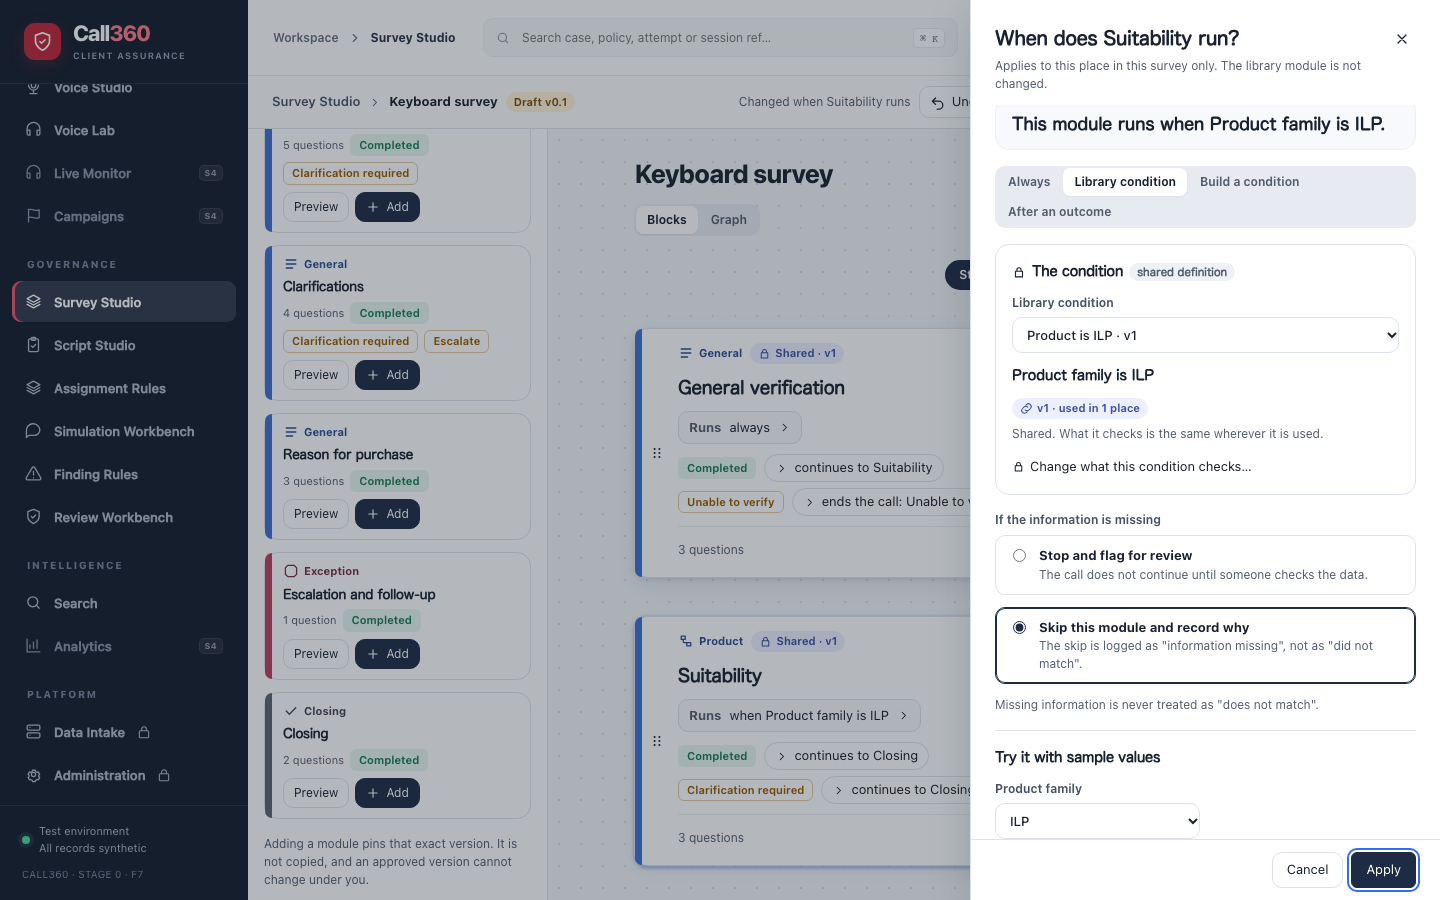 Call360
CLIENT ASSURANCE
Voice Studio
Voice Lab
Live Monitor S4
Campaigns S4
GOVERNANCE
Survey Studio
Script Studio
Assignment Rules
Simulation Workbench
Finding Rules
Review Workbench
INTELLIGENCE
Search
Analytics S4
PLATFORM
Data Intake
Administration
Test environment
All records synthetic
CALL360 · STAGE 0 · F7
Workspace > Survey Studio
Search case, policy, attempt or session ref... ⌘ K
Survey Studio > Keyboard survey Draft v0.1
Changed when Suitability runs
5 questions Completed
Clarification required
Preview + Add
General
Clarifications
4 questions Completed
Clarification required Escalate
Preview + Add
General
Reason for purchase
3 questions Completed
Preview + Add
Exception
Escalation and follow-up
1 question Completed
Preview + Add
Closing
Closing
2 questions Completed
Preview + Add
Adding a module pins that exact version. It is
not copied, and an approved version cannot
change under you.
Keyboard survey
Blocks Graph
General Shared · v1
General verification
Runs always >
Completed > continues to Suitability
Unable to verify > ends the call: Unable to
3 questions
Product Shared · v1
Suitability
Runs when Product family is ILP >
Completed > continues to Closing
Clarification required > continues to Closing
3 questions
When does Suitability run?
Applies to this place in this survey only. The library module is not
changed.
This module runs when Product family is ILP.
Always Library condition Build a condition
After an outcome
The condition shared definition
Library condition
Product is ILP · v1
Product family is ILP
v1 · used in 1 place
Shared. What it checks is the same wherever it is used.
Change what this condition checks...
If the information is missing
Stop and flag for review
The call does not continue until someone checks the data.
Skip this module and record why
The skip is logged as "information missing", not as "did not
match".
Missing information is never treated as "does not match".
Try it with sample values
Product family
ILP
Cancel Apply